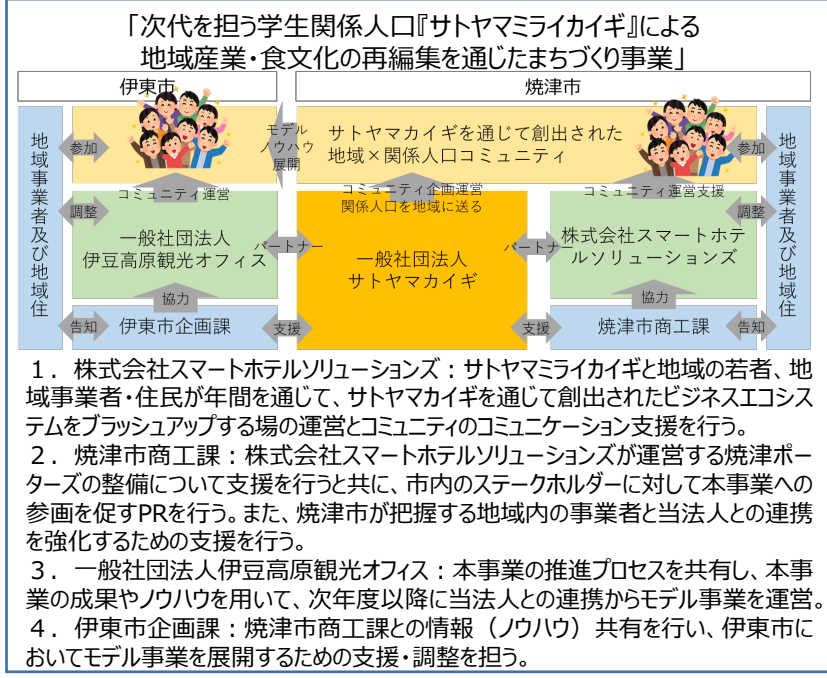 「次代を担う学生関係人口『サトヤマミライカイギ』による
地域産業・食文化の再編集を通じたまちづくり事業」
伊東市
焼津市
地域事業者及び地域住
参加
モデル
ノウハウ
展開
サトヤマカイギを通じて創出された
地域×関係人口コミュニティ
参加
地域事業者及び地域住
コミュニティ運営
コミュニティ企画運営
関係人口を地域に送る
コミュニティ運営支援
調整
一般社団法人
伊豆高原観光オフィス
パートナー
一般社団法人
サトヤマカイギ
パートナー
株式会社スマートホテ
ルソリューションズ
調整
協力
協力
告知
伊東市企画課
支援
支援
焼津市商工課
告知
1．株式会社スマートホテルソリューションズ：サトヤマミライカイギと地域の若者、地
域事業者・住民が年間を通じて、サトヤマカイギを通じて創出されたビジネスエコシス
テムをブラッシュアップする場の運営とコミュニティのコミュニケーション支援を行う。
2．焼津市商工課：株式会社スマートホテルソリューションズが運営する焼津ポー
ターズの整備について支援を行うと共に、市内のステークホルダーに対して本事業への
参画を促すPRを行う。また、焼津市が把握する地域内の事業者と当法人との連携
を強化するための支援を行う。
3．一般社団法人伊豆高原観光オフィス：本事業の推進プロセスを共有し、本事
業の成果やノウハウを用いて、次年度以降に当法人との連携からモデル事業を運営。
4．伊東市企画課：焼津市商工課との情報（ノウハウ）共有を行い、伊東市に
おいてモデル事業を展開するための支援・調整を担う。